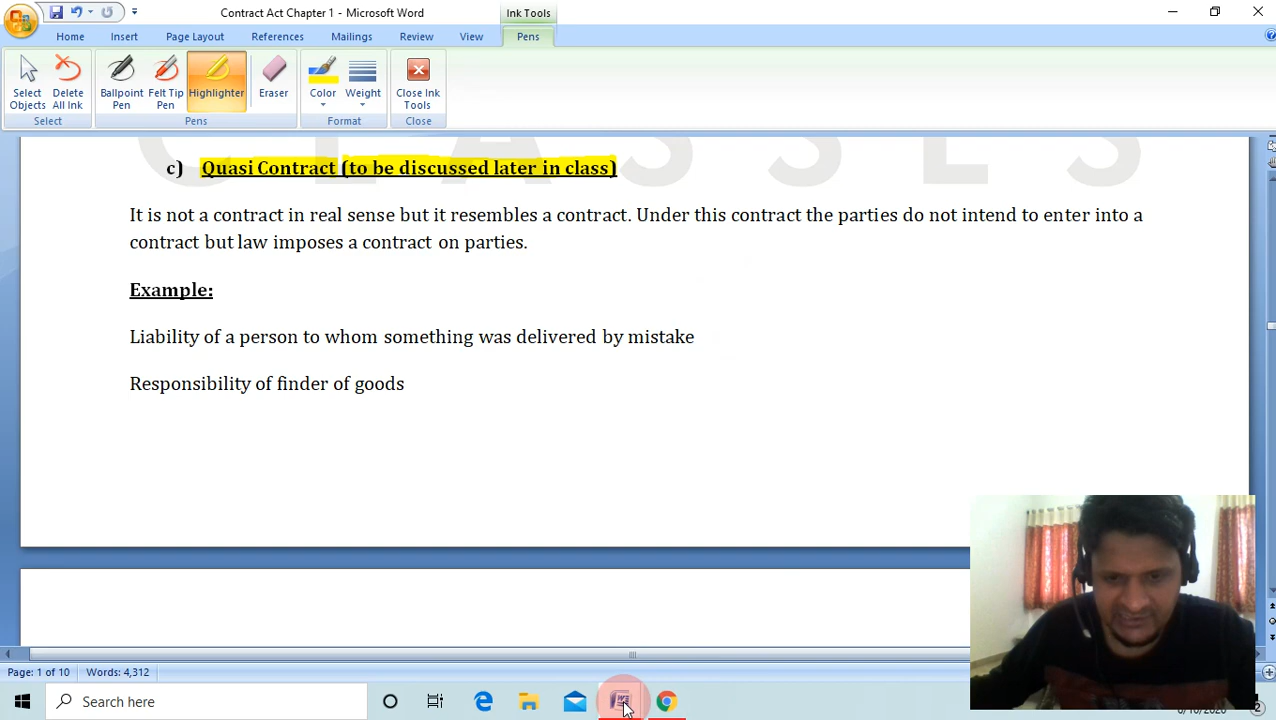 Contract Act Chapter 1 - Microsoft Word
Ink Tools
Home Insert Page Layout References Mailings Review View Pens
Select Objects
Delete All Ink
Ballpoint Pen
Felt Tip Pen
Highlighter
Eraser
Color
Weight
Close Ink Tools
Select Pens Format Close
CLASSES
c) Quasi Contract (to be discussed later in class)
It is not a contract in real sense but it resembles a contract. Under this contract the parties do not intend to enter into a
contract but law imposes a contract on parties.
Example:
Liability of a person to whom something was delivered by mistake
Responsibility of finder of goods
Page: 1 of 10 Words: 4,312
Search here
2